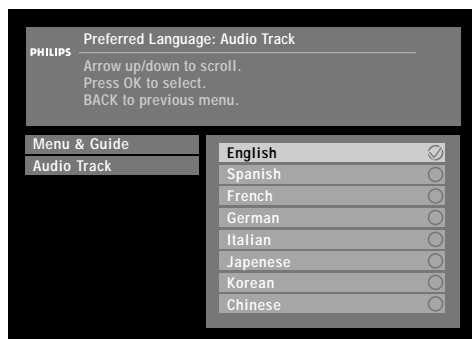 Preferred Language: Audio Track
PHILIPS
Arrow up/down to scroll.
Press OK to select.
BACK to previous menu.
Menu & Guide
Audio Track
English
Spanish
French
German
Italian
Japenese
Korean
Chinese